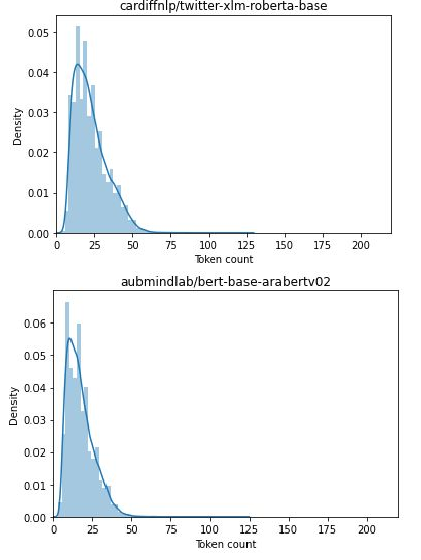 cardiffnlp/twitter-xlm-roberta-base
0.05
0.04
0.03
0.02
0.01
0.00
Density
0 25 50 75 100 125 150 175 200
Token count
aubmindlab/bert-base-arabertv02
0.06
0.05
0.04
0.03
0.02
0.01
0.00
Density
0 25 50 75 100 125 150 175 200
Token count